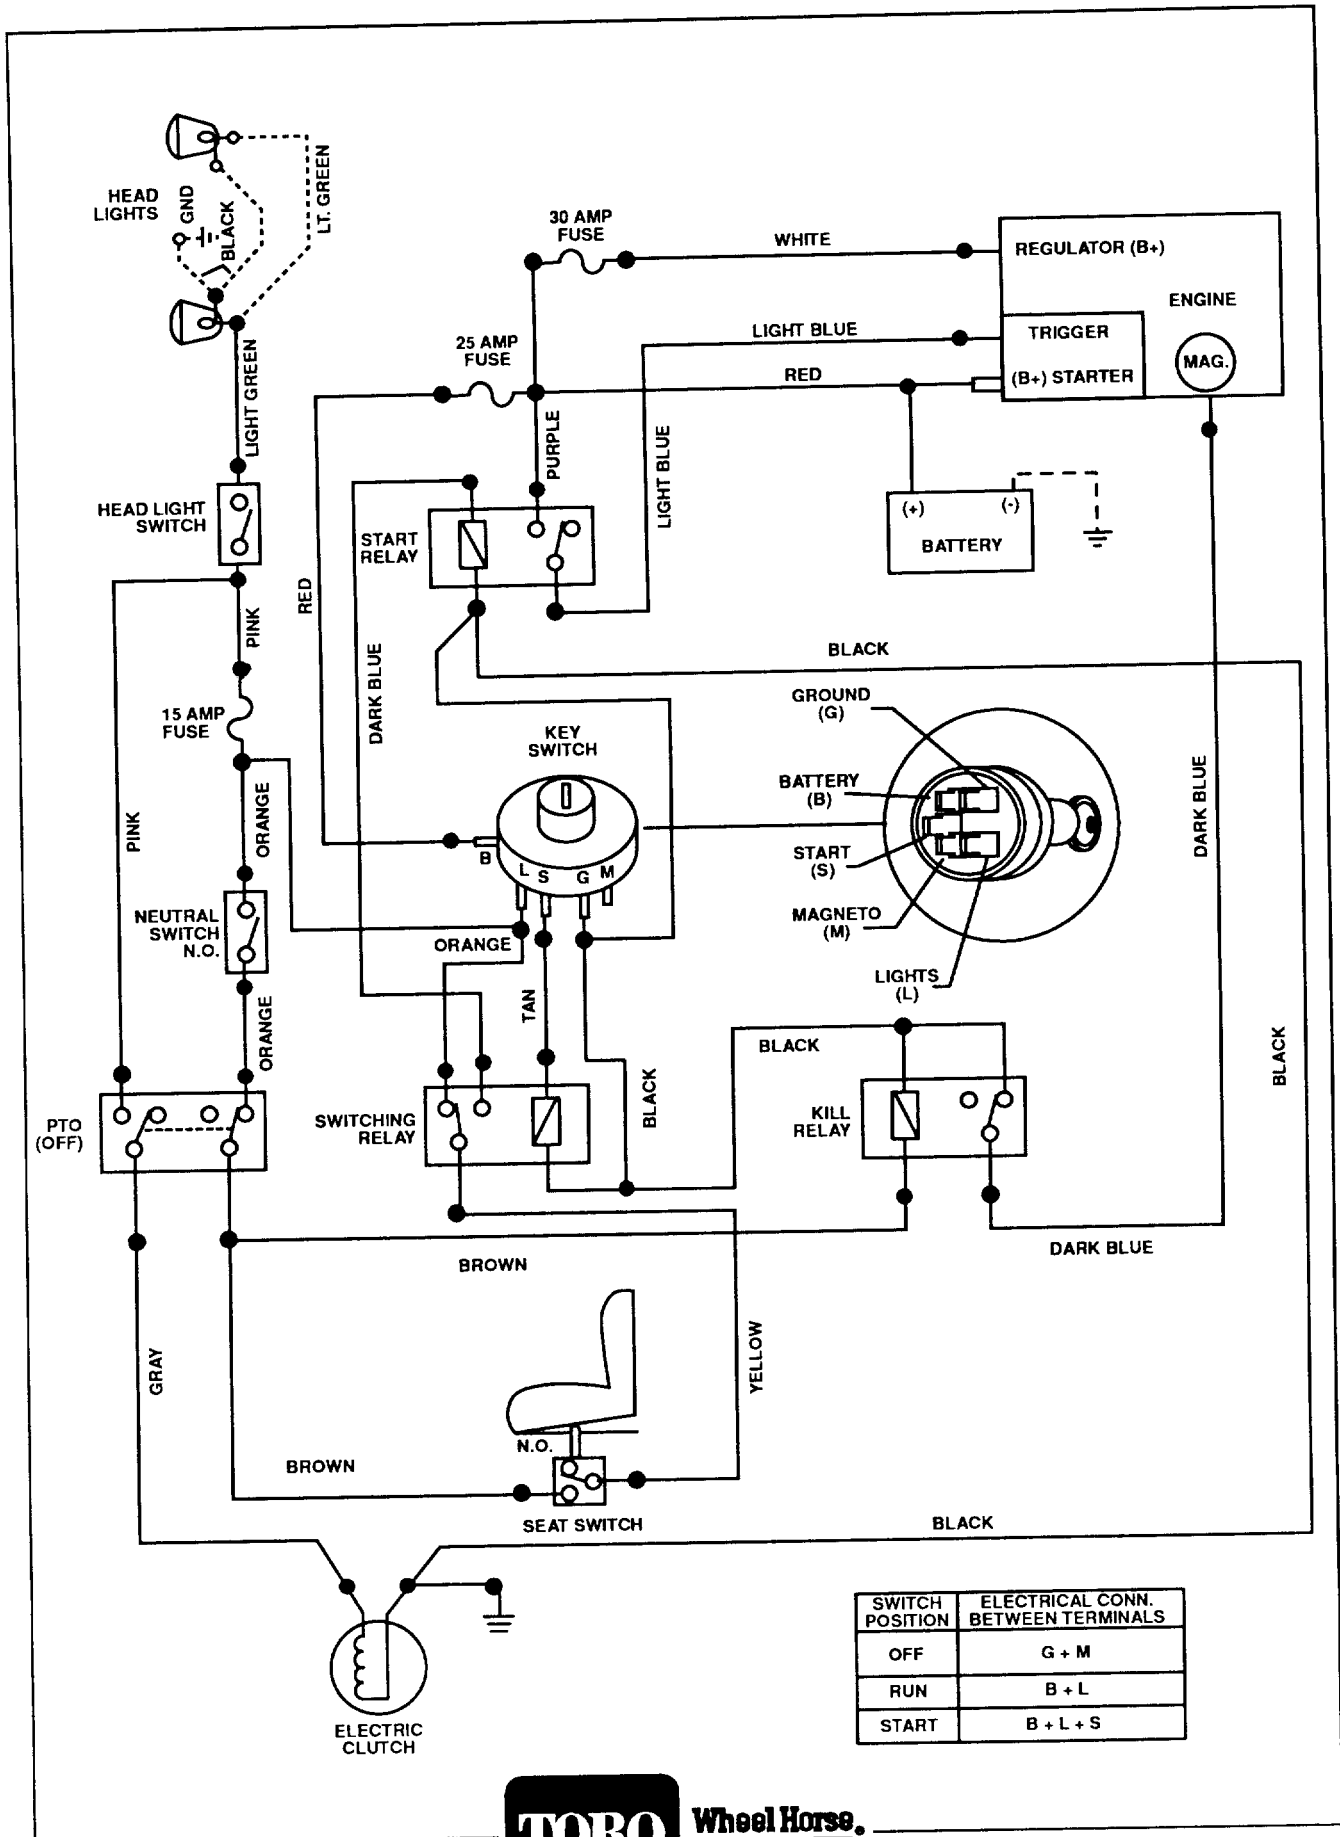 HEAD
LIGHTS
GND
BLACK
LT. GREEN
30 AMP
FUSE
WHITE
REGULATOR (B+)
ENGINE
LIGHT BLUE
TRIGGER
25 AMP
FUSE
RED
(B+) STARTER
MAG.
LIGHT GREEN
PURPLE
LIGHT BLUE
HEAD LIGHT
SWITCH
START
RELAY
(+)
(-)
BATTERY
RED
PINK
DARK BLUE
BLACK
15 AMP
FUSE
KEY
SWITCH
GROUND
(G)
BATTERY
(B)
START
(S)
MAGNETO
(M)
LIGHTS
(L)
DARK BLUE
PINK
ORANGE
B
L
S
G
M
NEUTRAL
SWITCH
N.O.
ORANGE
ORANGE
TAN
BLACK
BLACK
BLACK
PTO
(OFF)
SWITCHING
RELAY
KILL
RELAY
BROWN
DARK BLUE
GRAY
YELLOW
N.O.
BROWN
SEAT SWITCH
BLACK
ELECTRIC
CLUTCH
SWITCH
POSITION
ELECTRICAL CONN.
BETWEEN TERMINALS
OFF
G + M
RUN
B + L
START
B + L + S
TORO
Wheel Horse.